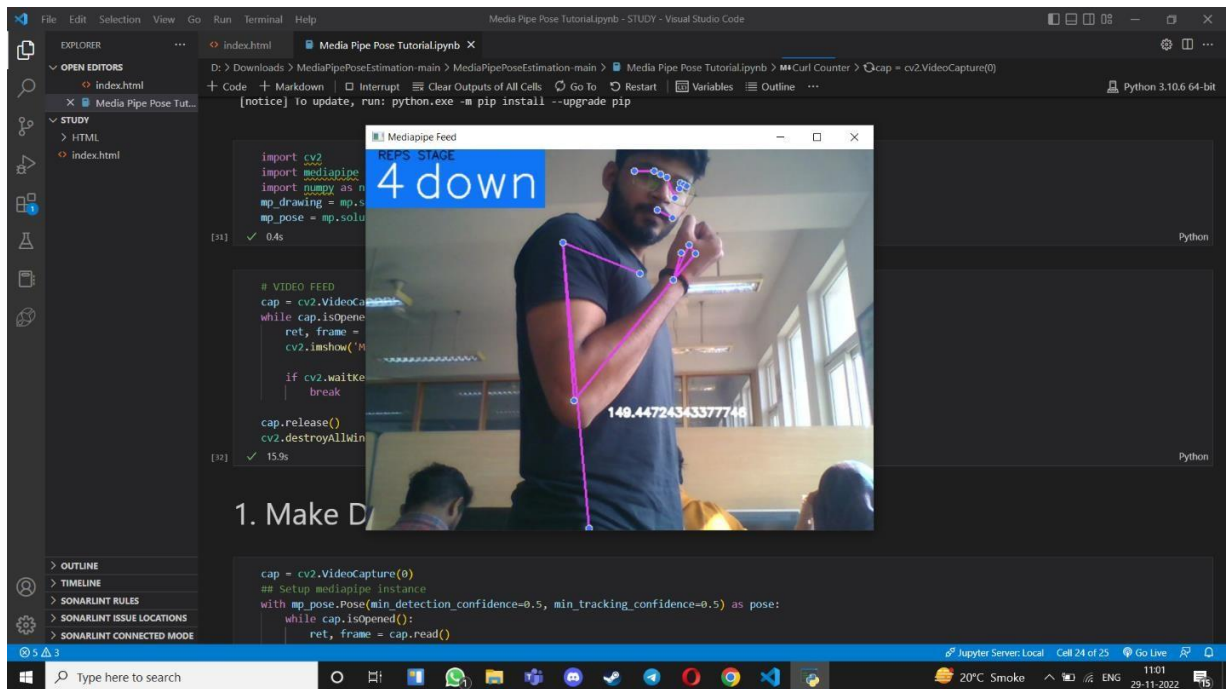 File Edit Selection View Go Run Terminal Help
Media Pipe Pose Tutorial.ipynb - STUDY - Visual Studio Code
EXPLORER
index.html
Media Pipe Pose Tutorial.ipynb
OPEN EDITORS
index.html
Media Pipe Pose Tut...
STUDY
HTML
index.html
D: > Downloads > MediaPipePoseEstimation-main > MediaPipePoseEstimation-main > Media Pipe Pose Tutorial.ipynb > M↓Curl Counter > cap = cv2.VideoCapture(0)
+ Code + Markdown Interrupt Clear Outputs of All Cells Go To Restart Variables Outline ...
Python 3.10.6 64-bit
[notice] To update, run: python.exe -m pip install --upgrade pip
import cv2
import mediapipe
import numpy as n
mp_drawing = mp.s
mp_pose = mp.solu
[31] ✓ 0.4s
Python
# VIDEO FEED
cap = cv2.VideoCa
while cap.isOpene
ret, frame =
cv2.imshow('M
if cv2.waitKe
break
cap.release()
cv2.destroyAllWin
[32] ✓ 15.9s
Python
Mediapipe Feed
REPS STAGE
4 down
149.44724343377746
1. Make D
cap = cv2.VideoCapture(0)
## Setup mediapipe instance
with mp_pose.Pose(min_detection_confidence=0.5, min_tracking_confidence=0.5) as pose:
while cap.isOpened():
ret, frame = cap.read()
OUTLINE
TIMELINE
SONARLINT RULES
SONARLINT ISSUE LOCATIONS
SONARLINT CONNECTED MODE
5 3
Jupyter Server: Local Cell 24 of 25 Go Live
Type here to search
20°C Smoke
ENG
11:01
29-11-2022
15